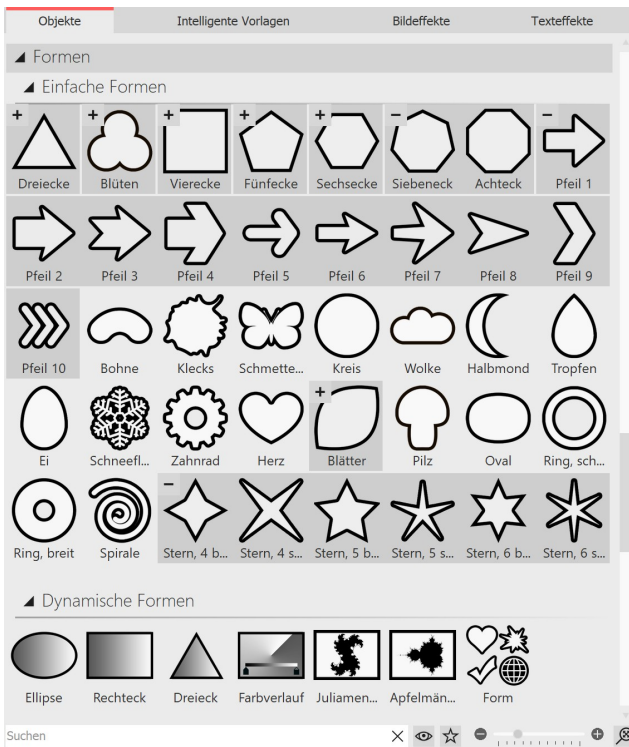 Objekte Intelligente Vorlagen Bildeffekte Texteffekte
Formen
Einfache Formen
Dreiecke Blüten Vierecke Fünfecke Sechsecke Siebeneck Achteck Pfeil 1
Pfeil 2 Pfeil 3 Pfeil 4 Pfeil 5 Pfeil 6 Pfeil 7 Pfeil 8 Pfeil 9
Pfeil 10 Bohne Klecks Schmette... Kreis Wolke Halbmond Tropfen
Ei Schneefl... Zahnrad Herz Blätter Pilz Oval Ring, sch...
Ring, breit Spirale Stern, 4 b... Stern, 4 s... Stern, 5 b... Stern, 5 s... Stern, 6 b... Stern, 6 s...
Dynamische Formen
Ellipse Rechteck Dreieck Farbverlauf Juliamen... Apfelmän... Form
Suchen